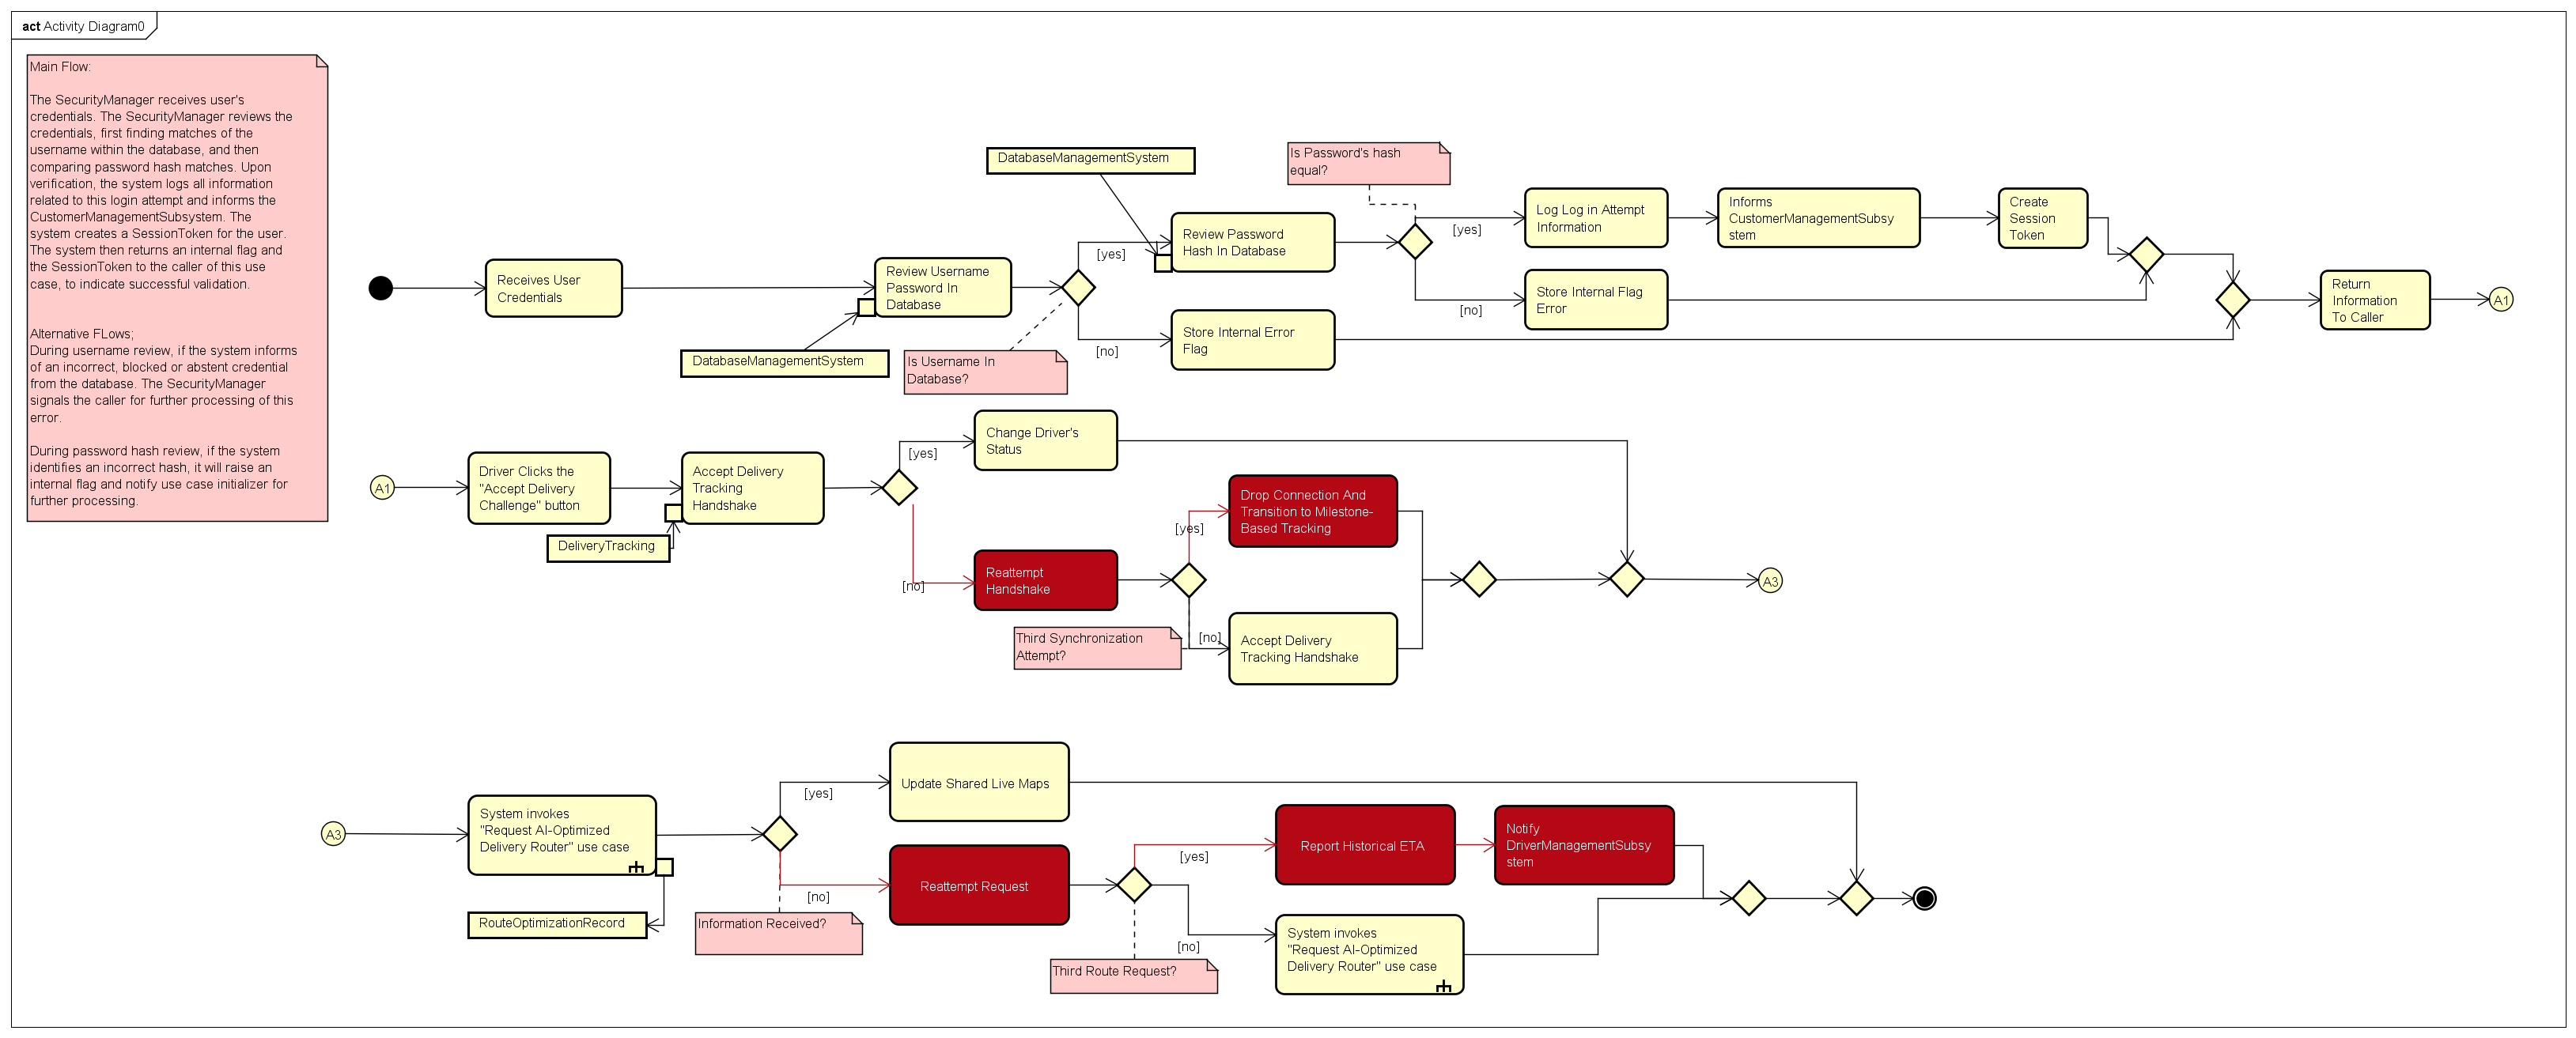 act Activity Diagram0
Main Flow:
The SecurityManager receives user's
credentials. The SecurityManager reviews the
credentials, first finding matches of the
username within the database, and then
comparing password hash matches. Upon
verification, the system logs all information
related to this login attempt and informs the
CustomerManagementSubsystem. The
system creates a SessionToken for the user.
The system then returns an internal flag and
the SessionToken to the caller of this use
case, to indicate successful validation.
Alternative FLows;
During username review, if the system informs
of an incorrect, blocked or abstent credential
from the database. The SecurityManager
signals the caller for further processing of this
error.
During password hash review, if the system
identifies an incorrect hash, it will raise an
internal flag and notify use case initializer for
further processing.
Receives User
Credentials
Review Username
Password In
Database
DatabaseManagementSystem
Is Username In
Database?
[yes]
[no]
DatabaseManagementSystem
Review Password
Hash In Database
Store Internal Error
Flag
Is Password's hash
equal?
[yes]
[no]
Log Log in Attempt
Information
Store Internal Flag
Error
Informs
CustomerManagementSubsy
stem
Create
Session
Token
Return
Information
To Caller
A1
A1
Driver Clicks the
"Accept Delivery
Challenge" button
Accept Delivery
Tracking
Handshake
DeliveryTracking
[yes]
[no]
Change Driver's
Status
Reattempt
Handshake
Third Synchronization
Attempt?
[yes]
[no]
Drop Connection And
Transition to Milestone-
Based Tracking
Accept Delivery
Tracking Handshake
A3
A3
System invokes
"Request AI-Optimized
Delivery Router" use case
RouteOptimizationRecord
[yes]
[no]
Information Received?
Update Shared Live Maps
Reattempt Request
[yes]
[no]
Third Route Request?
Report Historical ETA
Notify
DriverManagementSubsy
stem
System invokes
"Request AI-Optimized
Delivery Router" use case